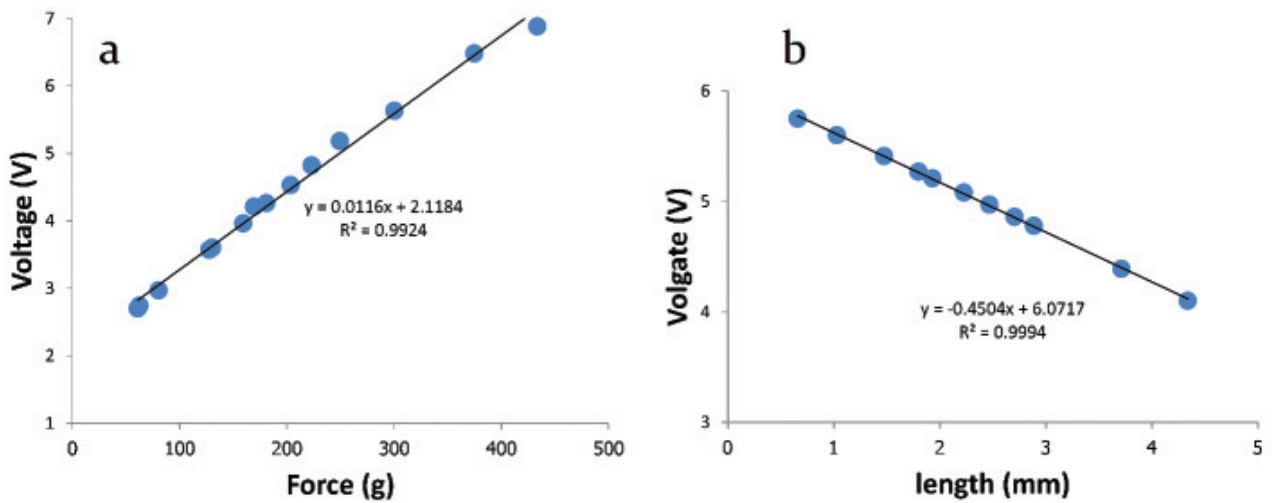 a
7
6
5
4
3
2
1
Voltage (V)
y = 0.0116x + 2.1184
R² = 0.9924
0 100 200 300 400 500
Force (g)
b
6
5
4
3
Volgate (V)
y = -0.4504x + 6.0717
R² = 0.9994
0 1 2 3 4 5
length (mm)